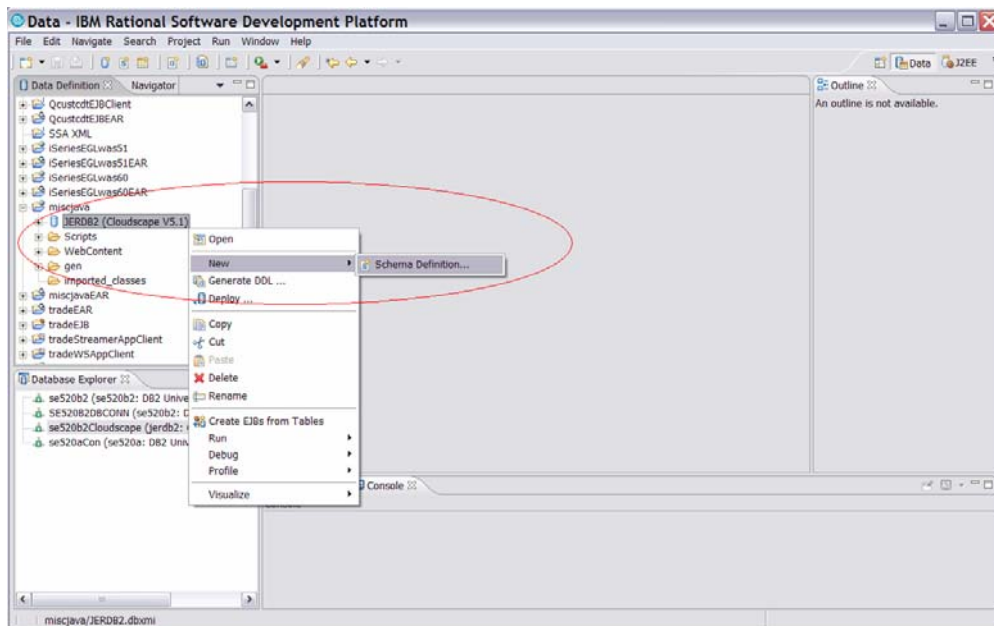 Data - IBM Rational Software Development Platform
File Edit Navigate Search Project Run Window Help
Data J2EE
Data Definition Navigator
Outline
An outline is not available.
QcustcdtEJBClient
QcustcdtEJBEAR
SSA XML
iSeriesEGLwas51
iSeriesEGLwas51EAR
iSeriesEGLwas60
iSeriesEGLwas60EAR
miscjava
JERDB2 (Cloudscape V5.1)
Scripts
WebContent
gen
imported_classes
miscjavaEAR
tradeEAR
tradeEJB
tradeStreamerAppClient
tradeWSAppClient
Open
New
Schema Definition...
Generate DDL ...
Deploy ...
Copy
Cut
Paste
Delete
Rename
Create EJBs from Tables
Run
Debug
Profile
Visualize
Database Explorer
se520b2 (se520b2: DB2 Unive
SE520B2DBCONN (se520b2: D
se520b2Cloudscape (jerdb2:
se520aCon (se520a: DB2 Univ
Console
miscjava/JERDB2.dbxmi